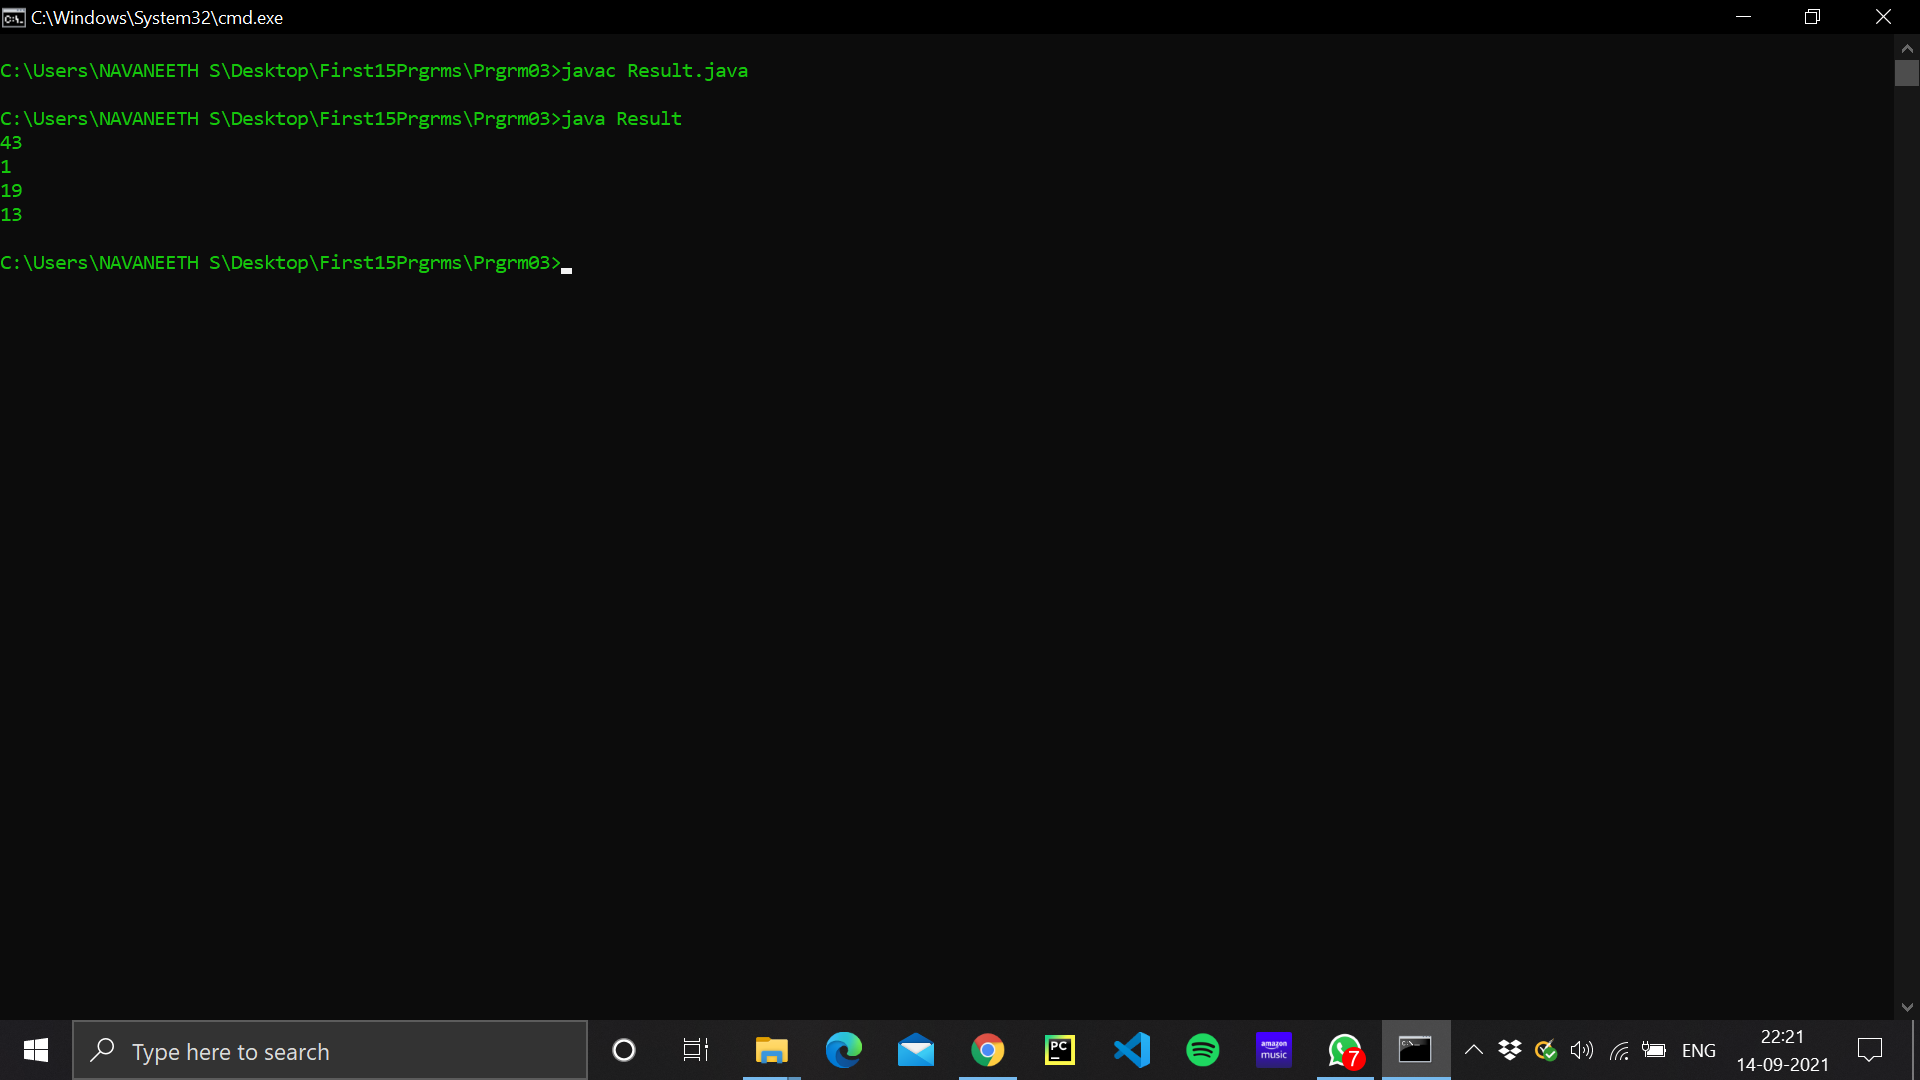 C:\Windows\System32\cmd.exe
C:\Users\NAVANEETH S\Desktop\First15Prgrms\Prgrm03>javac Result.java
C:\Users\NAVANEETH S\Desktop\First15Prgrms\Prgrm03>java Result
43
1
19
13
C:\Users\NAVANEETH S\Desktop\First15Prgrms\Prgrm03>
Type here to search
PC
amazon music
7
ENG
22:21
14-09-2021